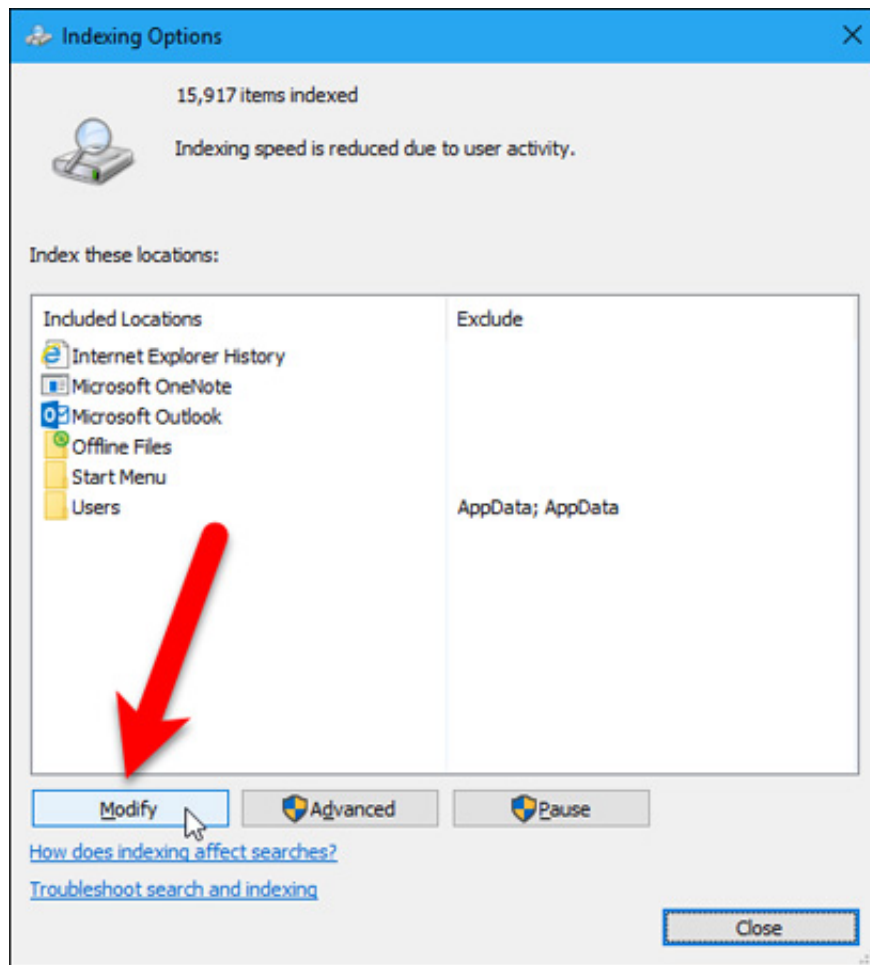 Indexing Options
15,917 items indexed
Indexing speed is reduced due to user activity.
Index these locations:
Included Locations Exclude
Internet Explorer History
Microsoft OneNote
Microsoft Outlook
Offline Files
Start Menu
Users AppData; AppData
Modify Advanced Pause
How does indexing affect searches?
Troubleshoot search and indexing
Close